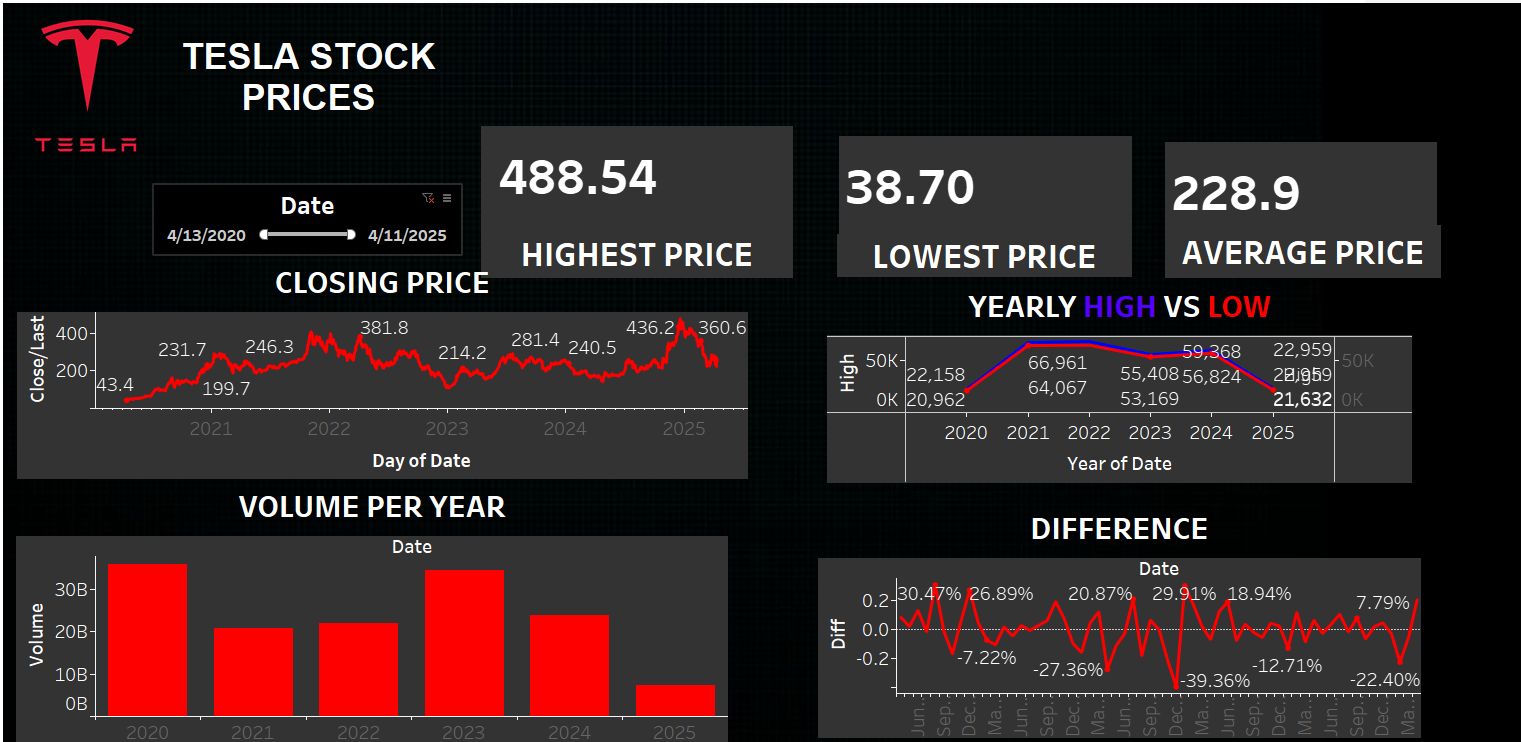 TESLA STOCK
PRICES
TESLA
Date
4/13/2020
4/11/2025
488.54
HIGHEST PRICE
38.70
LOWEST PRICE
228.9
AVERAGE PRICE
CLOSING PRICE
Close/Last
400
200
43.4
231.7
199.7
246.3
381.8
214.2
281.4
240.5
436.2
360.6
2021
2022
2023
2024
2025
Day of Date
YEARLY HIGH VS LOW
High
50K
0K
22,158
20,962
66,961
64,067
55,408
53,169
59,368
56,824
22,959
22,959
High
21,632
50K
0K
2020
2021
2022
2023
2024
2025
Year of Date
VOLUME PER YEAR
Date
Volume
30B
20B
10B
0B
2020
2021
2022
2023
2024
2025
DIFFERENCE
Date
Diff
0.2
0.0
-0.2
30.47%
26.89%
-7.22%
20.87%
-27.36%
29.91%
-39.36%
18.94%
-12.71%
7.79%
-22.40%
Jun..
Sep..
Dec..
Ma...
Jun..
Sep..
Dec..
Ma...
Jun..
Sep..
Dec..
Ma...
Jun..
Sep..
Dec..
Ma...
Jun..
Sep..
Dec..
Ma...